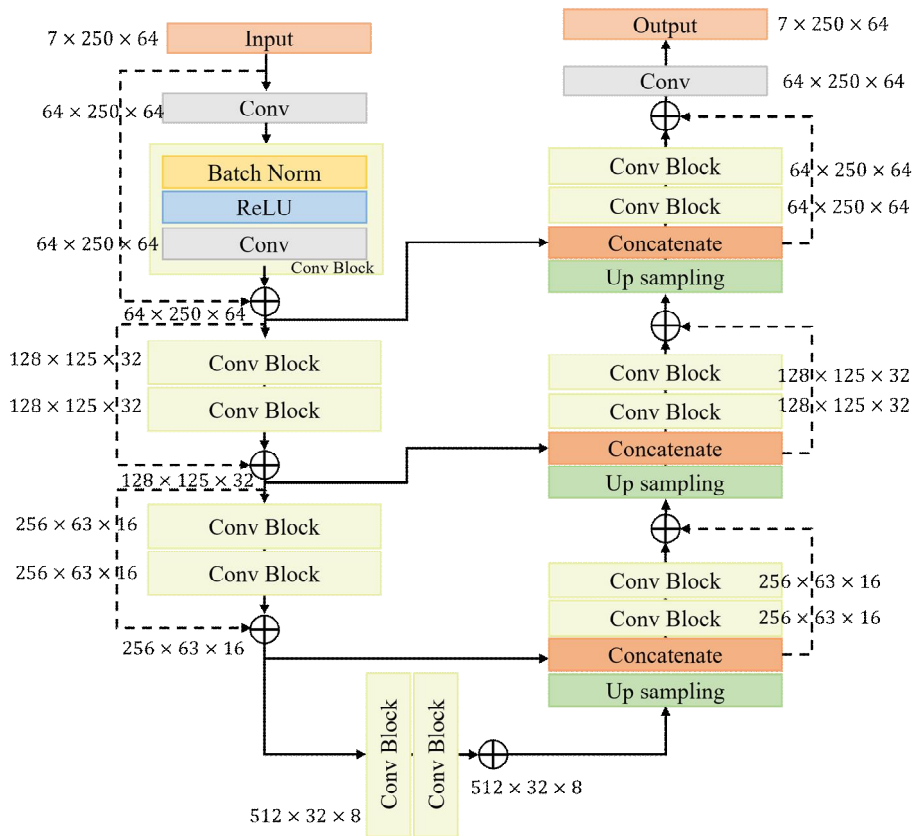 7 × 250 × 64
Input
64 × 250 × 64
Conv
Batch Norm
ReLU
64 × 250 × 64
Conv
Conv Block
64 × 250 × 64
128 × 125 × 32
Conv Block
128 × 125 × 32
Conv Block
128 × 125 × 32
256 × 63 × 16
Conv Block
256 × 63 × 16
Conv Block
256 × 63 × 16
Conv Block
Conv Block
512 × 32 × 8
512 × 32 × 8
Output
7 × 250 × 64
Conv
64 × 250 × 64
Conv Block
64 × 250 × 64
Conv Block
64 × 250 × 64
Concatenate
Up sampling
Conv Block
128 × 125 × 32
Conv Block
128 × 125 × 32
Concatenate
Up sampling
Conv Block
256 × 63 × 16
Conv Block
256 × 63 × 16
Concatenate
Up sampling